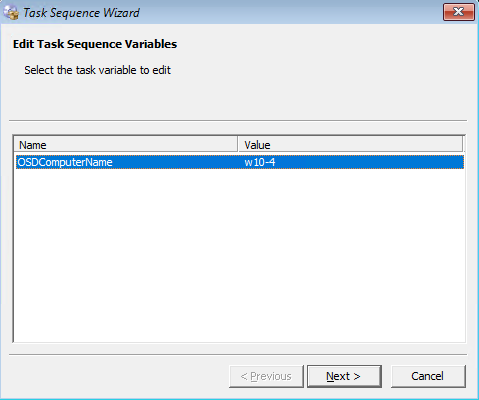 Task Sequence Wizard
Edit Task Sequence Variables
Select the task variable to edit
Name Value
OSDComputerName w10-4
< Previous Next > Cancel